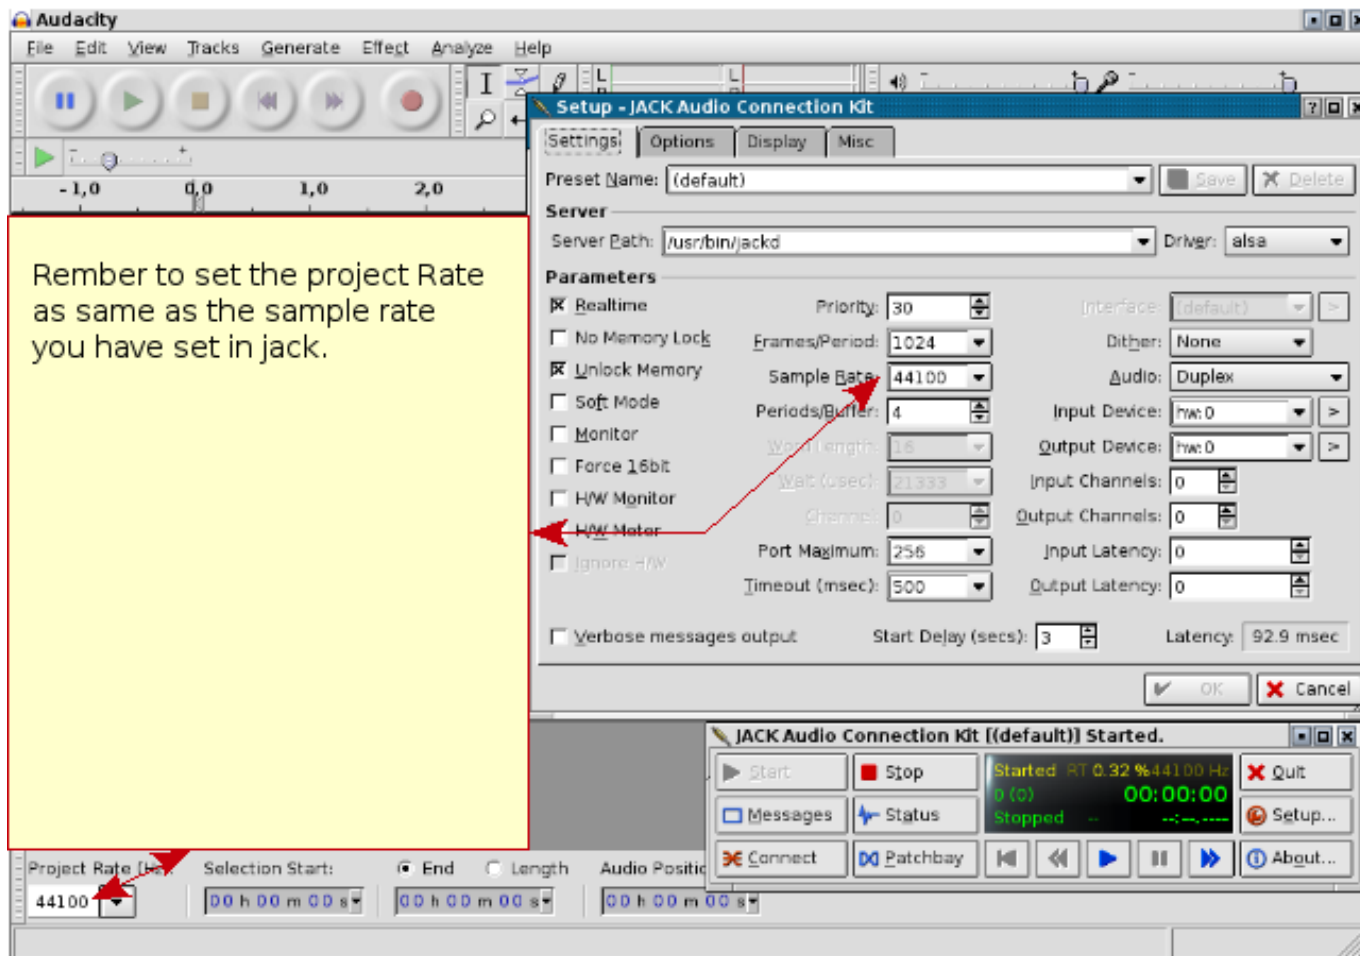 Audacity
File Edit View Tracks Generate Effect Analyze Help
L L
Setup - JACK Audio Connection Kit
Settings Options Display Misc
Preset Name: (default) Save Delete
Server
Server Path: /usr/bin/jackd Driver: alsa
Parameters
Realtime Priority: 30 Interface: (default) >
No Memory Lock Frames/Period: 1024 Dither: None
Unlock Memory Sample Rate: 44100 Audio: Duplex
Soft Mode Periods/Buffer: 4 Input Device: hw:0 >
Monitor Word Length: 16 Output Device: hw:0 >
Force 16bit Wait (usec): 21333 Input Channels: 0
H/W Monitor Channel: 0 Output Channels: 0
H/W Meter Port Maximum: 256 Input Latency: 0
Ignore H/W Timeout (msec): 500 Output Latency: 0
Verbose messages output Start Delay (secs): 3 Latency: 92.9 msec
OK Cancel
- 1,0 0,0 1,0 2,0
Rember to set the project Rate
as same as the sample rate
you have set in jack.
JACK Audio Connection Kit [(default)] Started.
Start Stop Started RT 0.32 % 44100 Hz Quit
0 (0) 00:00:00
Messages Status Stopped -- --:--.---- Setup...
Connect Patchbay About...
Project Rate (Hz Selection Start: End Length Audio Positio
44100 00 h 00 m 00 s 00 h 00 m 00 s 00 h 00 m 00 s